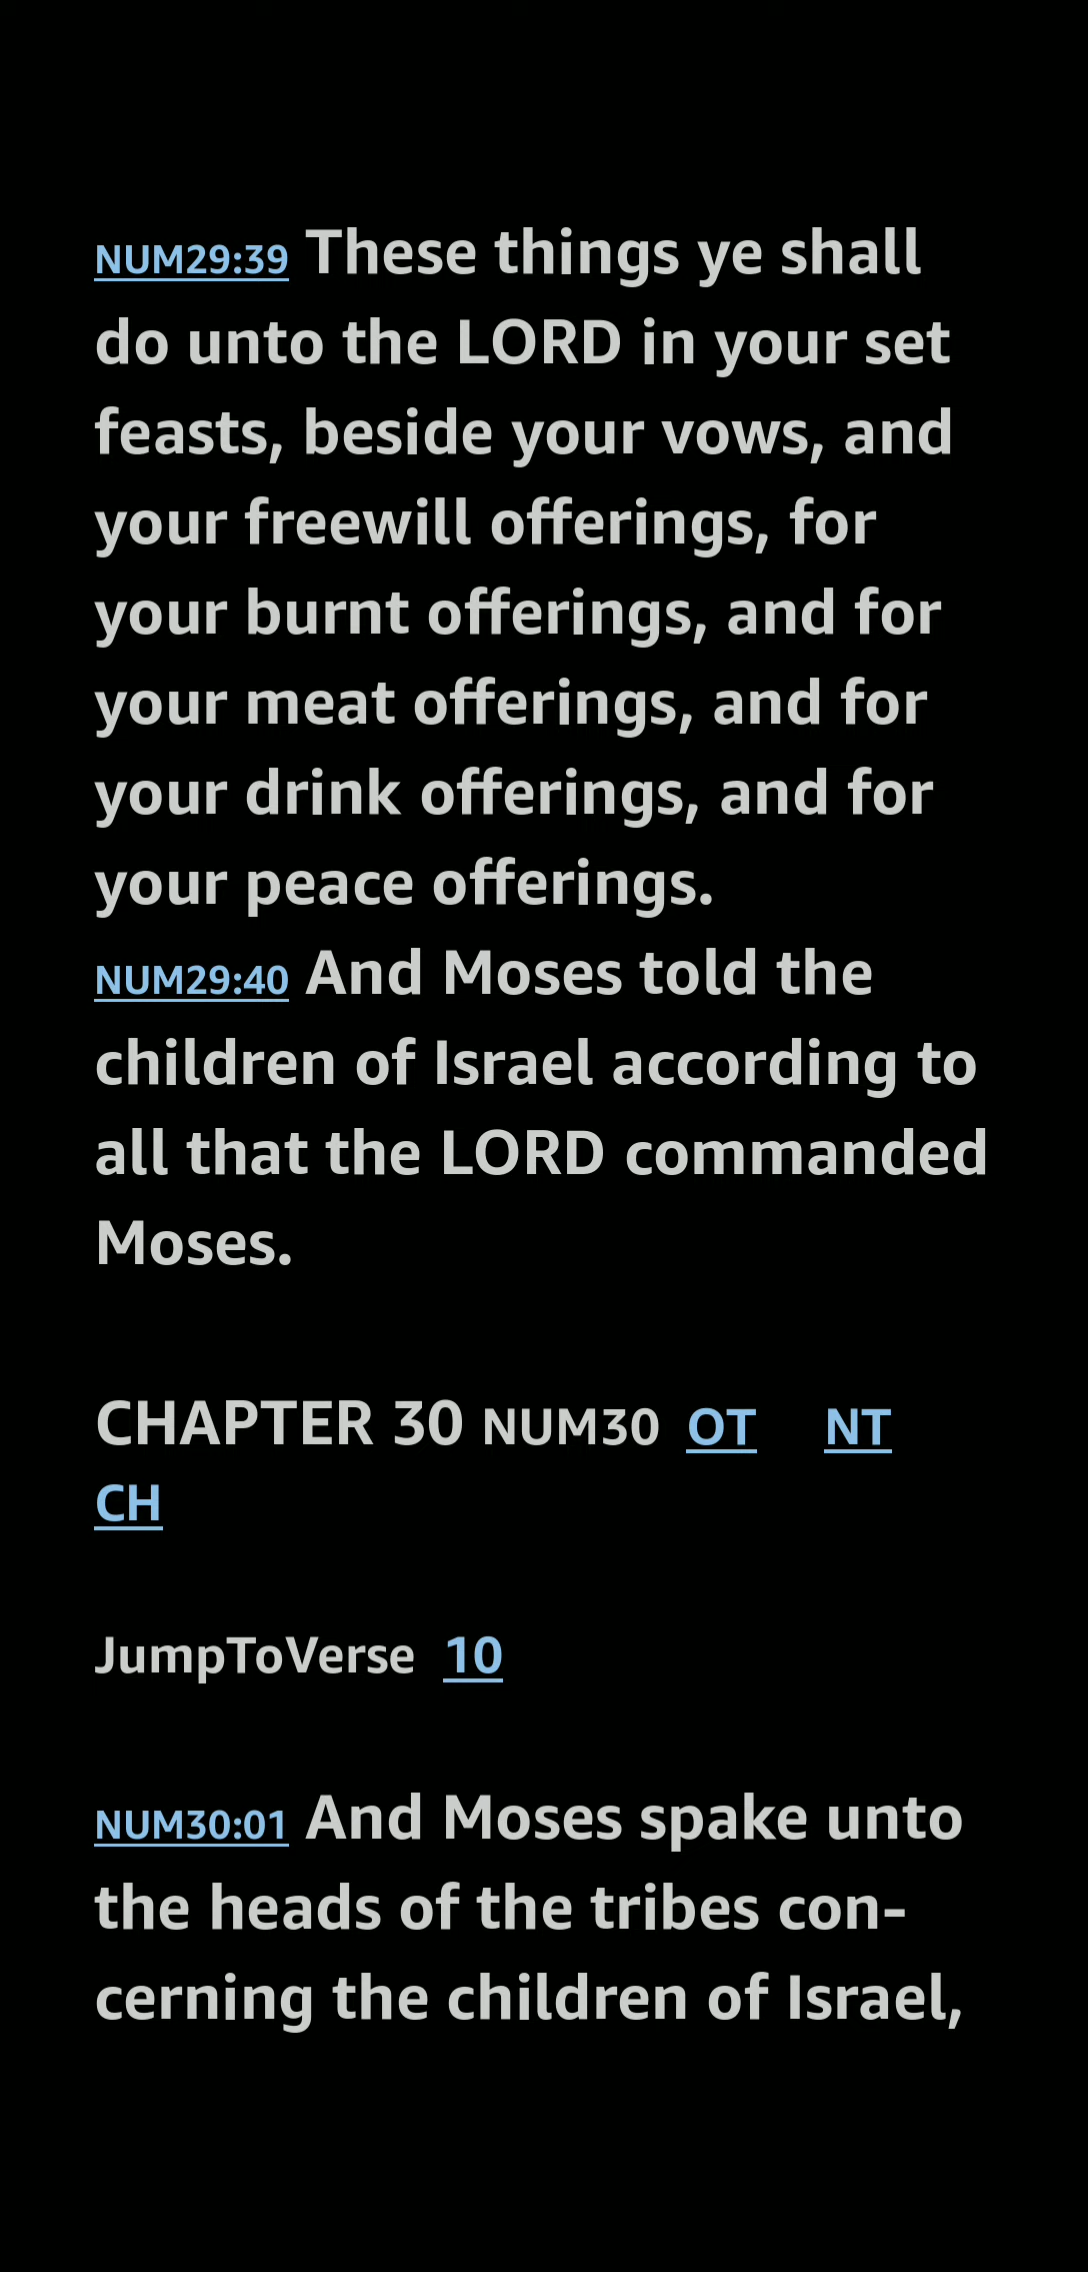 NUM29:39 These things ye shall
do unto the LORD in your set
feasts, beside your vows, and
your freewill offerings, for
your burnt offerings, and for
your meat offerings, and for
your drink offerings, and for
your peace offerings.
NUM29:40 And Moses told the
children of Israel according to
all that the LORD commanded
Moses.
CHAPTER 30 NUM30 OT NT
CH
JumpToVerse 10
NUM30:01 And Moses spake unto
the heads of the tribes con-
cerning the children of Israel,